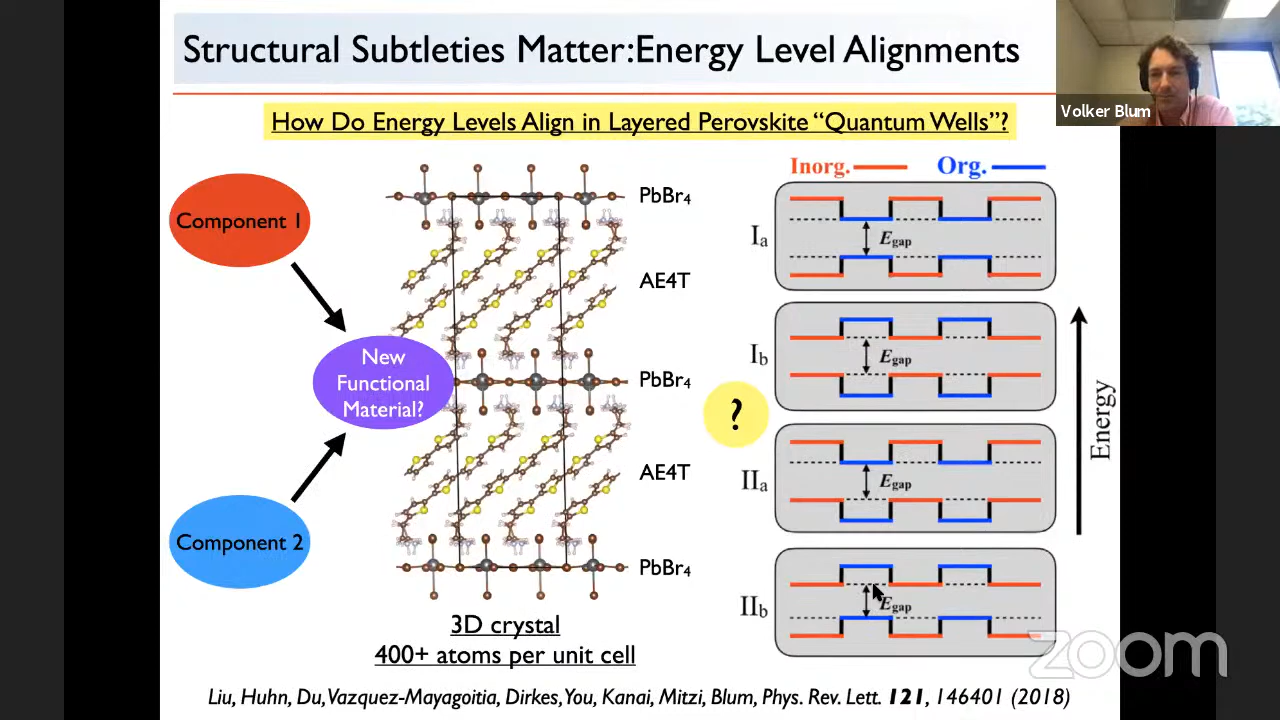 Structural Subtleties Matter:Energy Level Alignments
Volker Blum
How Do Energy Levels Align in Layered Perovskite “Quantum Wells”?
Component 1
New
Functional
Material?
Component 2
PbBr4
AE4T
PbBr4
AE4T
PbBr4
3D crystal
400+ atoms per unit cell
?
Inorg.
Org.
Ia
Egap
Ib
Egap
IIa
Egap
IIb
Egap
Energy
zoom
Liu, Huhn, Du, Vazquez-Mayagoitia, Dirkes, You, Kanai, Mitzi, Blum, Phys. Rev. Lett. 121, 146401 (2018)